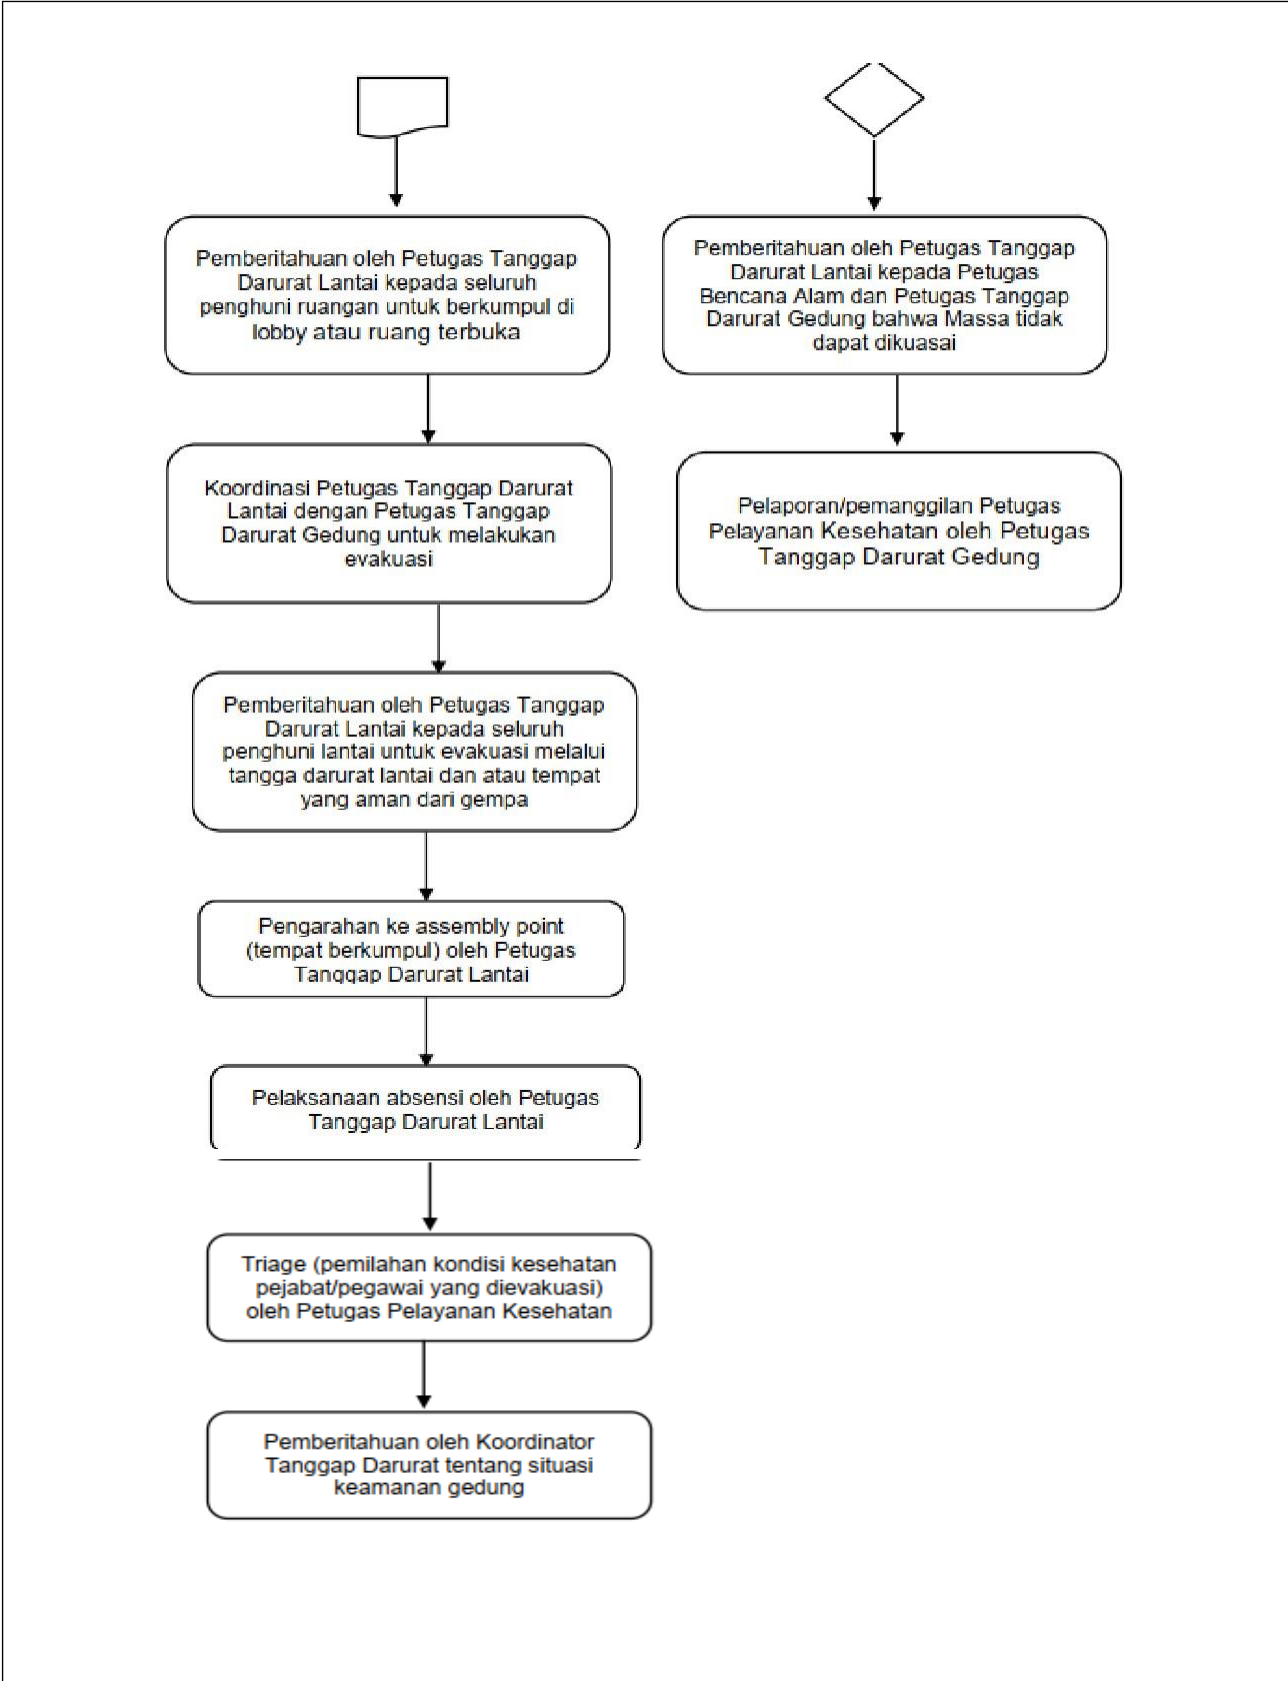 Pemberitahuan oleh Petugas Tanggap
Darurat Lantai kepada seluruh
penghuni ruangan untuk berkumpul di
lobby atau ruang terbuka
Koordinasi Petugas Tanggap Darurat
Lantai dengan Petugas Tanggap
Darurat Gedung untuk melakukan
evakuasi
Pemberitahuan oleh Petugas Tanggap
Darurat Lantai kepada seluruh
penghuni lantai untuk evakuasi melalui
tangga darurat lantai dan atau tempat
yang aman dari gempa
Pengarahan ke assembly point
(tempat berkumpul) oleh Petugas
Tanggap Darurat Lantai
Pelaksanaan absensi oleh Petugas
Tanggap Darurat Lantai
Triage (pemilahan kondisi kesehatan
pejabat/pegawai yang dievakuasi)
oleh Petugas Pelayanan Kesehatan
Pemberitahuan oleh Koordinator
Tanggap Darurat tentang situasi
keamanan gedung
Pemberitahuan oleh Petugas Tanggap
Darurat Lantai kepada Petugas
Bencana Alam dan Petugas Tanggap
Darurat Gedung bahwa Massa tidak
dapat dikuasai
Pelaporan/pemanggilan Petugas
Pelayanan Kesehatan oleh Petugas
Tanggap Darurat Gedung